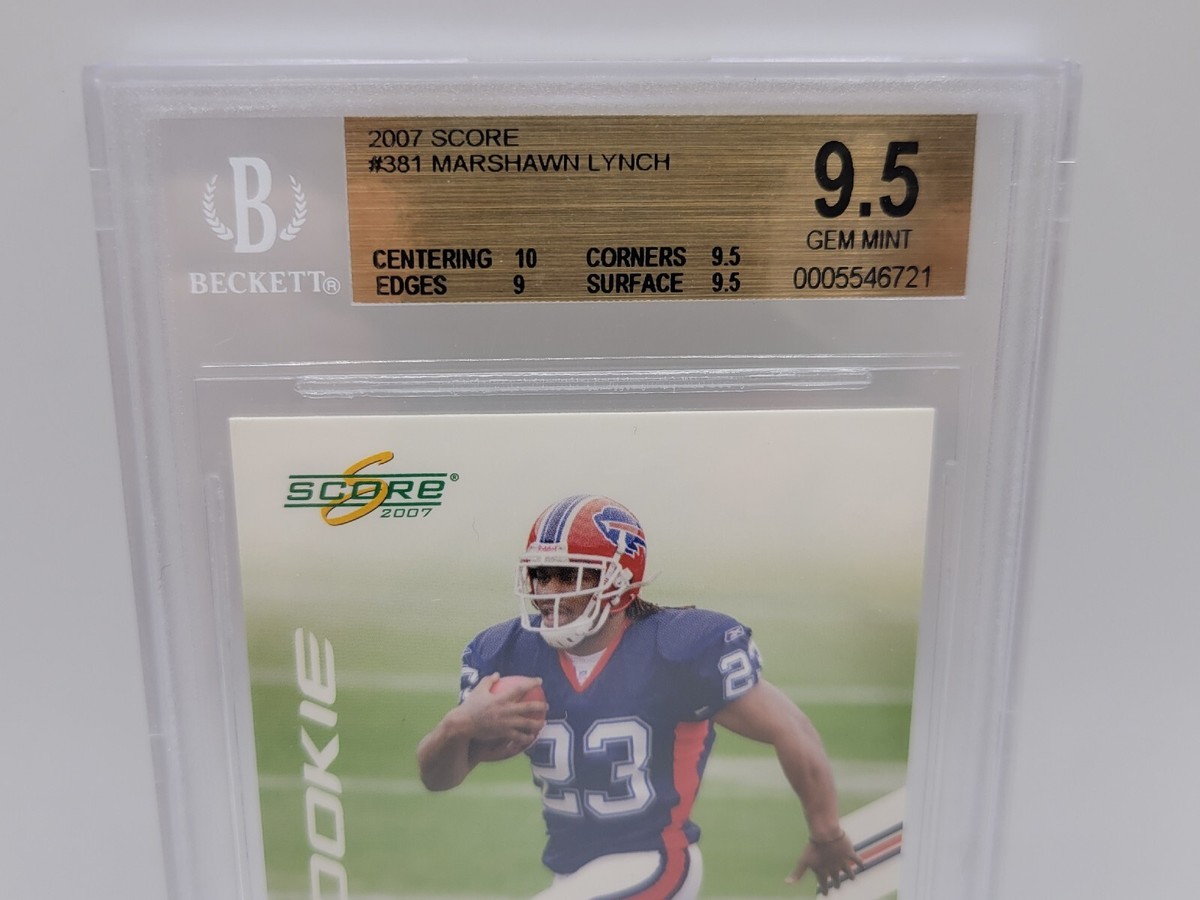 B
BECKETT®
2007 SCORE
#381 MARSHAWN LYNCH
9.5
GEM MINT
CENTERING 10 CORNERS 9.5
EDGES 9 SURFACE 9.5
0005546721
SCORE®
2007
23
23
OOKIE